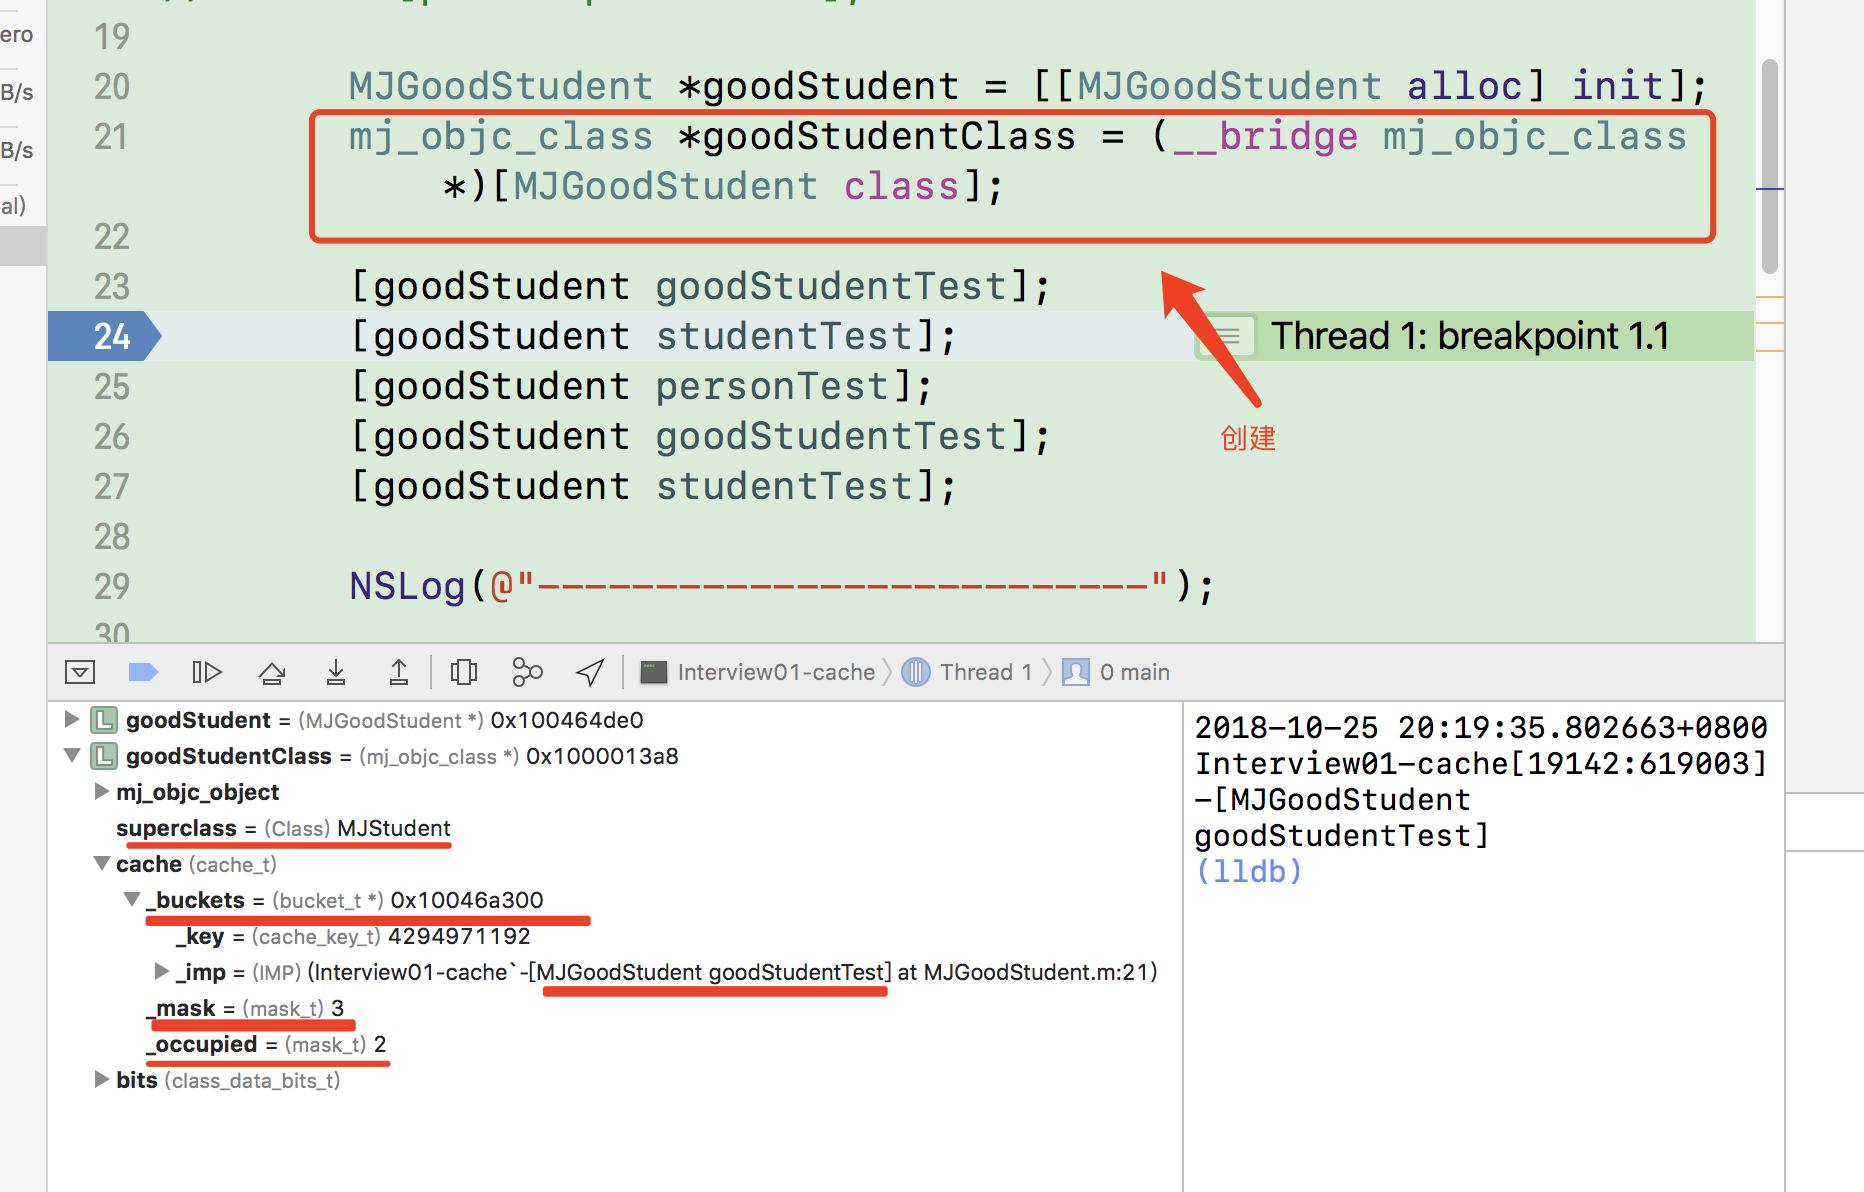 ero
B/s
B/s
al)
19
20 MJGoodStudent *goodStudent = [[MJGoodStudent alloc] init];
21 mj_objc_class *goodStudentClass = (__bridge mj_objc_class
*)[MJGoodStudent class];
22
23 [goodStudent goodStudentTest];
24 [goodStudent studentTest]; Thread 1: breakpoint 1.1
25 [goodStudent personTest];
26 [goodStudent goodStudentTest];
创建
27 [goodStudent studentTest];
28
29 NSLog(@"--------------------------");
30
Interview01-cache Thread 1 0 main
L goodStudent = (MJGoodStudent *) 0x100464de0
L goodStudentClass = (mj_objc_class *) 0x1000013a8
mj_objc_object
superclass = (Class) MJStudent
cache (cache_t)
_buckets = (bucket_t *) 0x10046a300
_key = (cache_key_t) 4294971192
_imp = (IMP) (Interview01-cache`-[MJGoodStudent goodStudentTest] at MJGoodStudent.m:21)
_mask = (mask_t) 3
_occupied = (mask_t) 2
bits (class_data_bits_t)
2018-10-25 20:19:35.802663+0800
Interview01-cache[19142:619003]
-[MJGoodStudent
goodStudentTest]
(lldb)